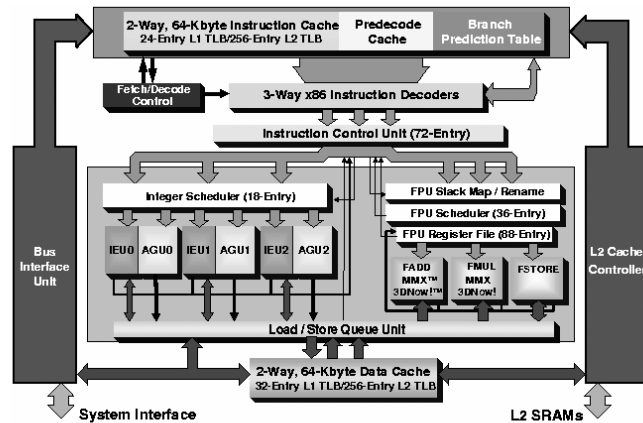 2-Way, 64-Kbyte Instruction Cache
24-Entry L1 TLB/256-Entry L2 TLB
Predecode
Cache
Branch
Prediction Table
Fetch/Decode
Control
3-Way x86 Instruction Decoders
Instruction Control Unit (72-Entry)
Bus
Interface
Unit
Integer Scheduler (18-Entry)
IEU0
AGU0
IEU1
AGU1
IEU2
AGU2
FPU Stack Map / Rename
FPU Scheduler (36-Entry)
FPU Register File (88-Entry)
FADD
MMX™
3DNow!™
FMUL
MMX
3DNow!
FSTORE
L2 Cache
Controller
Load / Store Queue Unit
2-Way, 64-Kbyte Data Cache
32-Entry L1 TLB/256-Entry L2 TLB
System Interface
L2 SRAMs